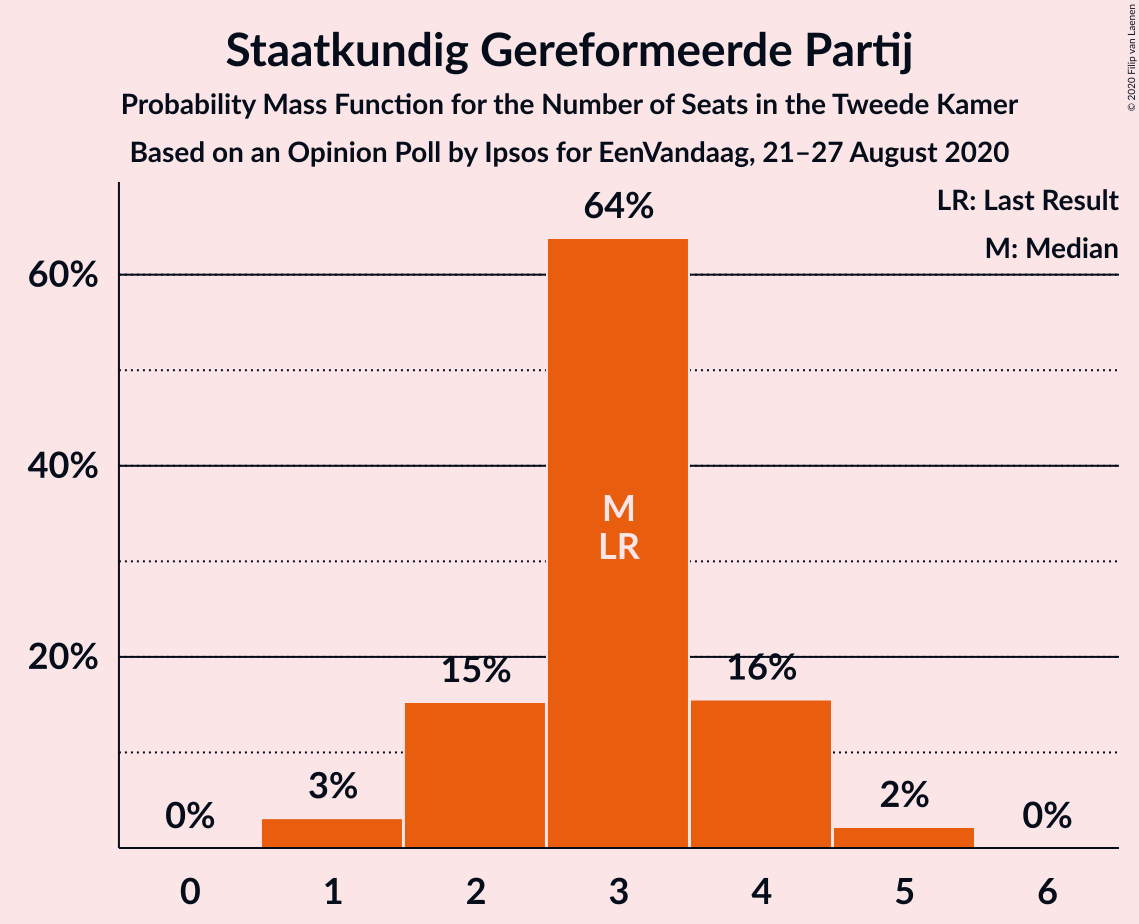 Staatkundig Gereformeerde Partij
Probability Mass Function for the Number of Seats in the Tweede Kamer
Based on an Opinion Poll by Ipsos for EenVandaag, 21–27 August 2020
© 2020 Filip van Laenen
LR: Last Result
M: Median
64%
60%
40%
M
LR
20%
15%
16%
3%
2%
0%
0%
0 1 2 3 4 5 6